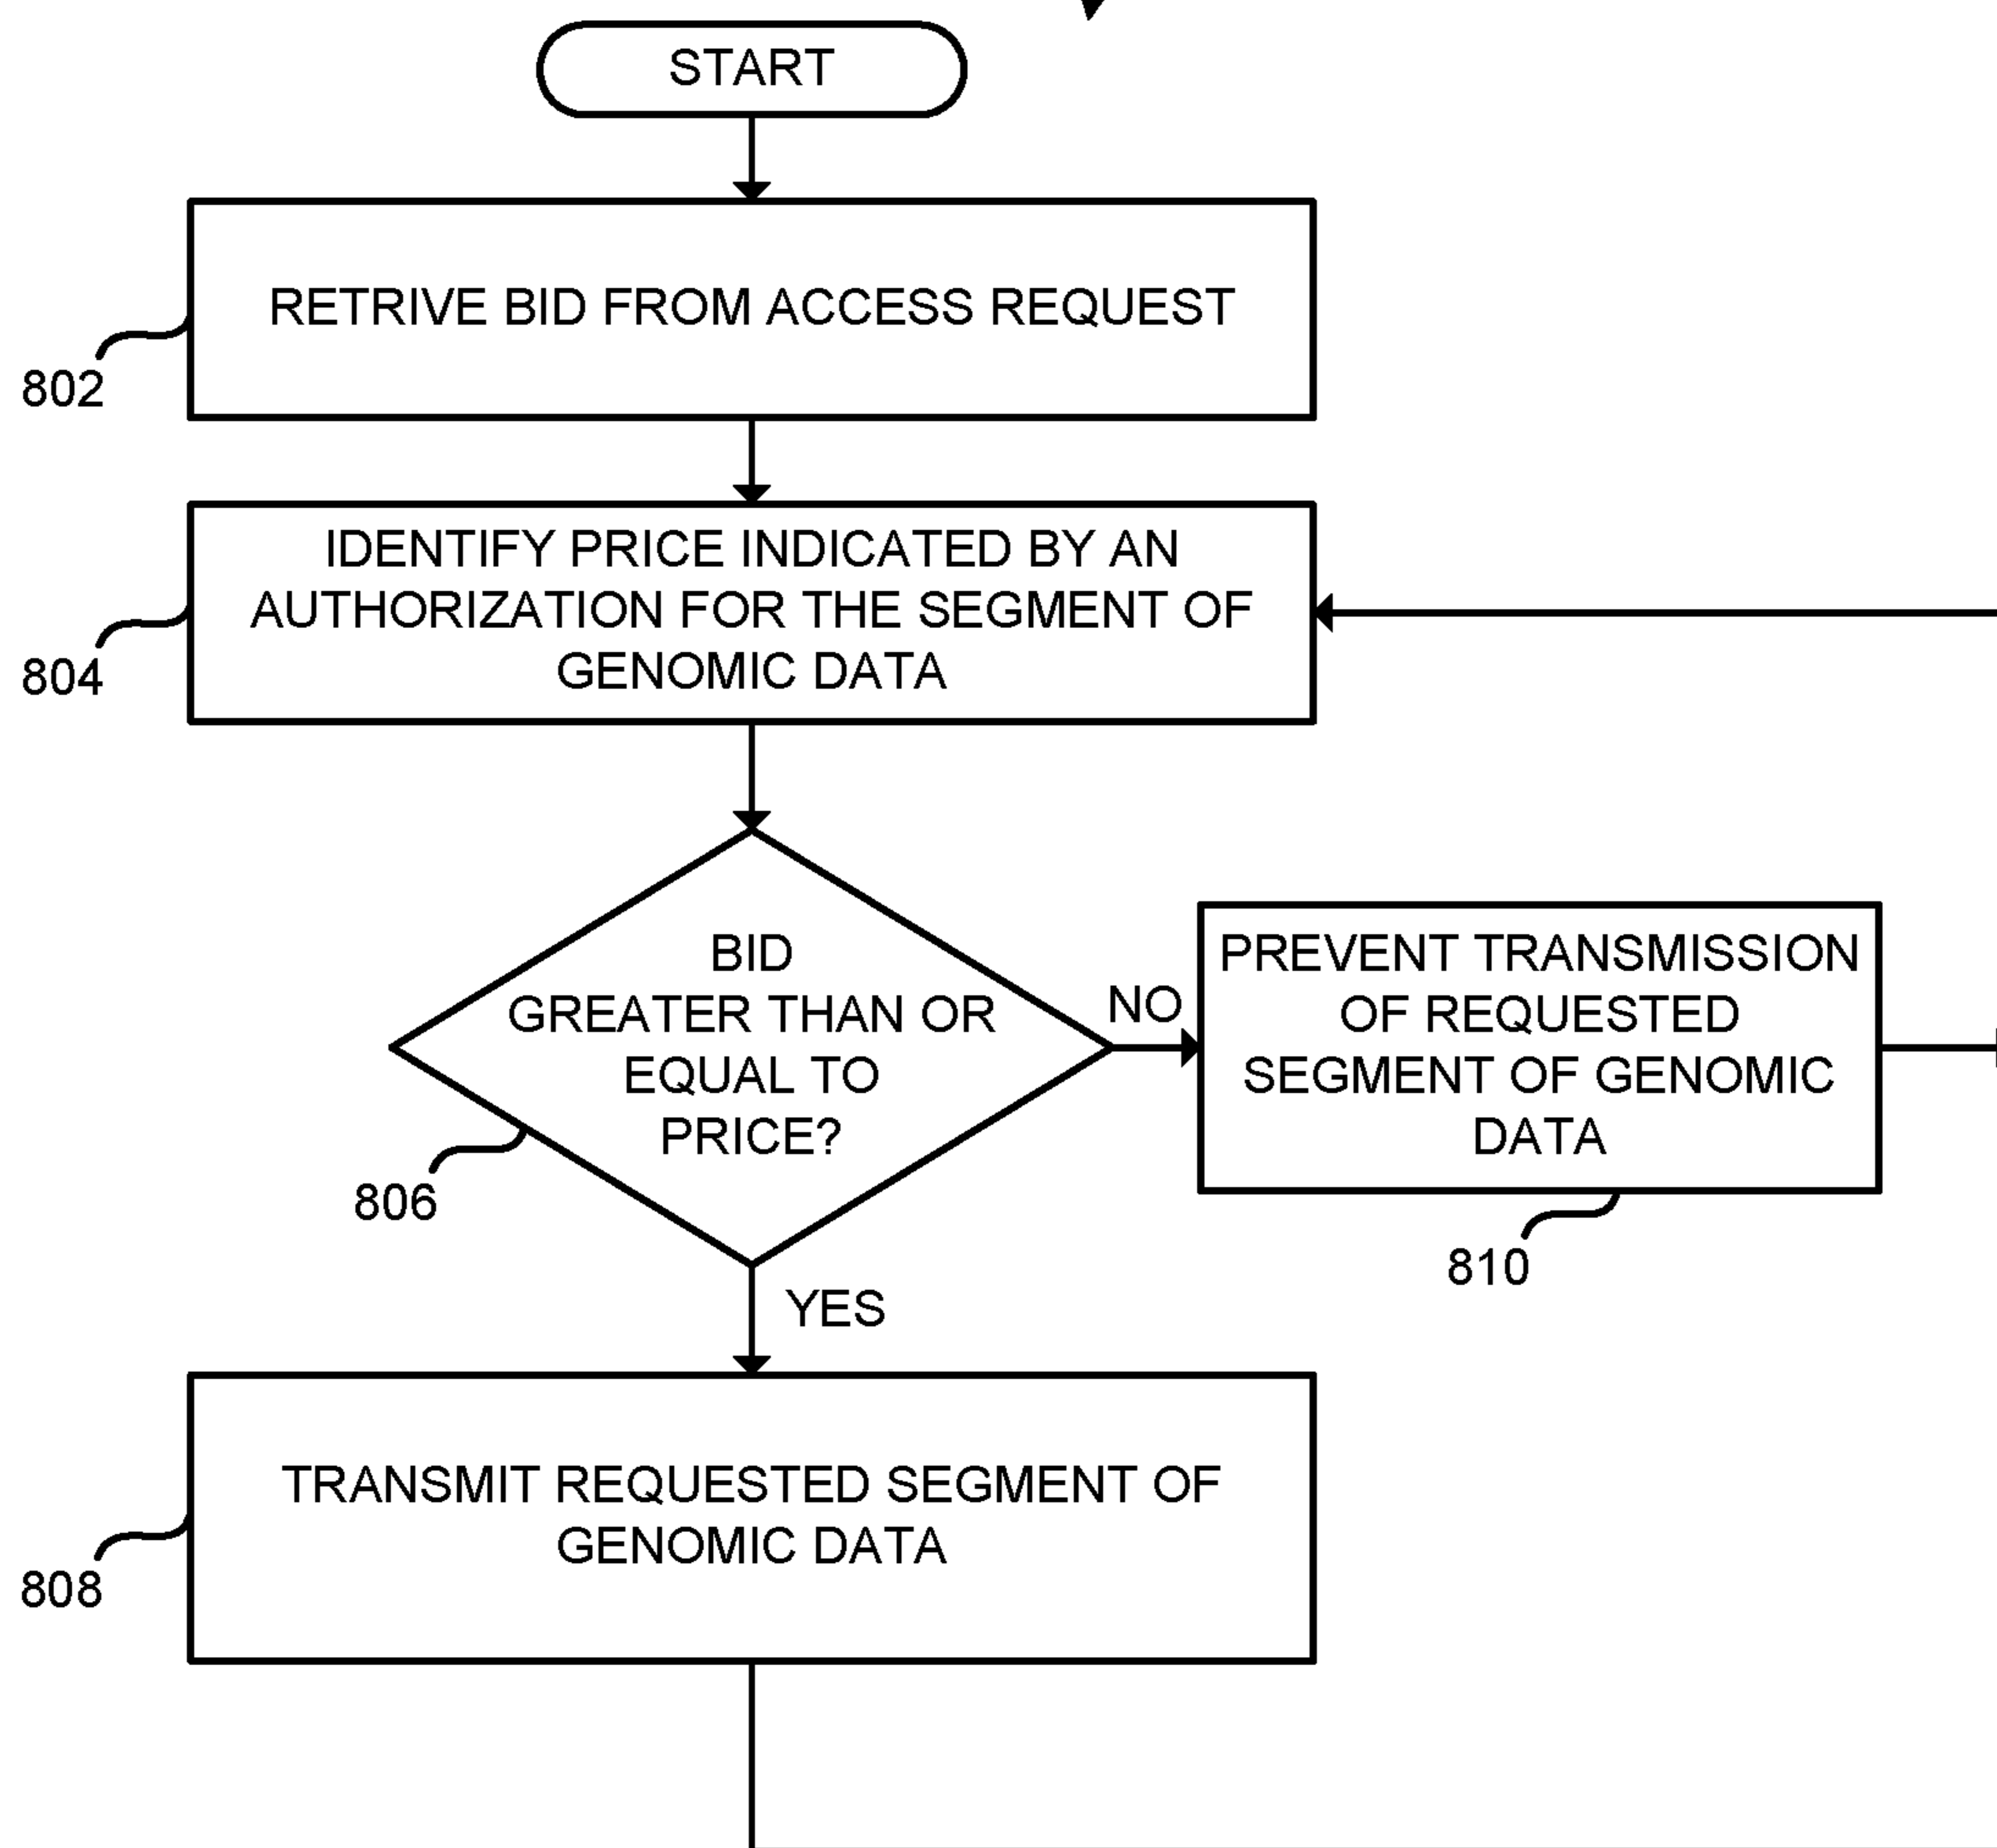 START
RETRIVE BID FROM ACCESS REQUEST
802
IDENTIFY PRICE INDICATED BY AN
AUTHORIZATION FOR THE SEGMENT OF
GENOMIC DATA
804
BID
GREATER THAN OR
EQUAL TO
PRICE?
806
NO
PREVENT TRANSMISSION
OF REQUESTED
SEGMENT OF GENOMIC
DATA
810
YES
TRANSMIT REQUESTED SEGMENT OF
GENOMIC DATA
808